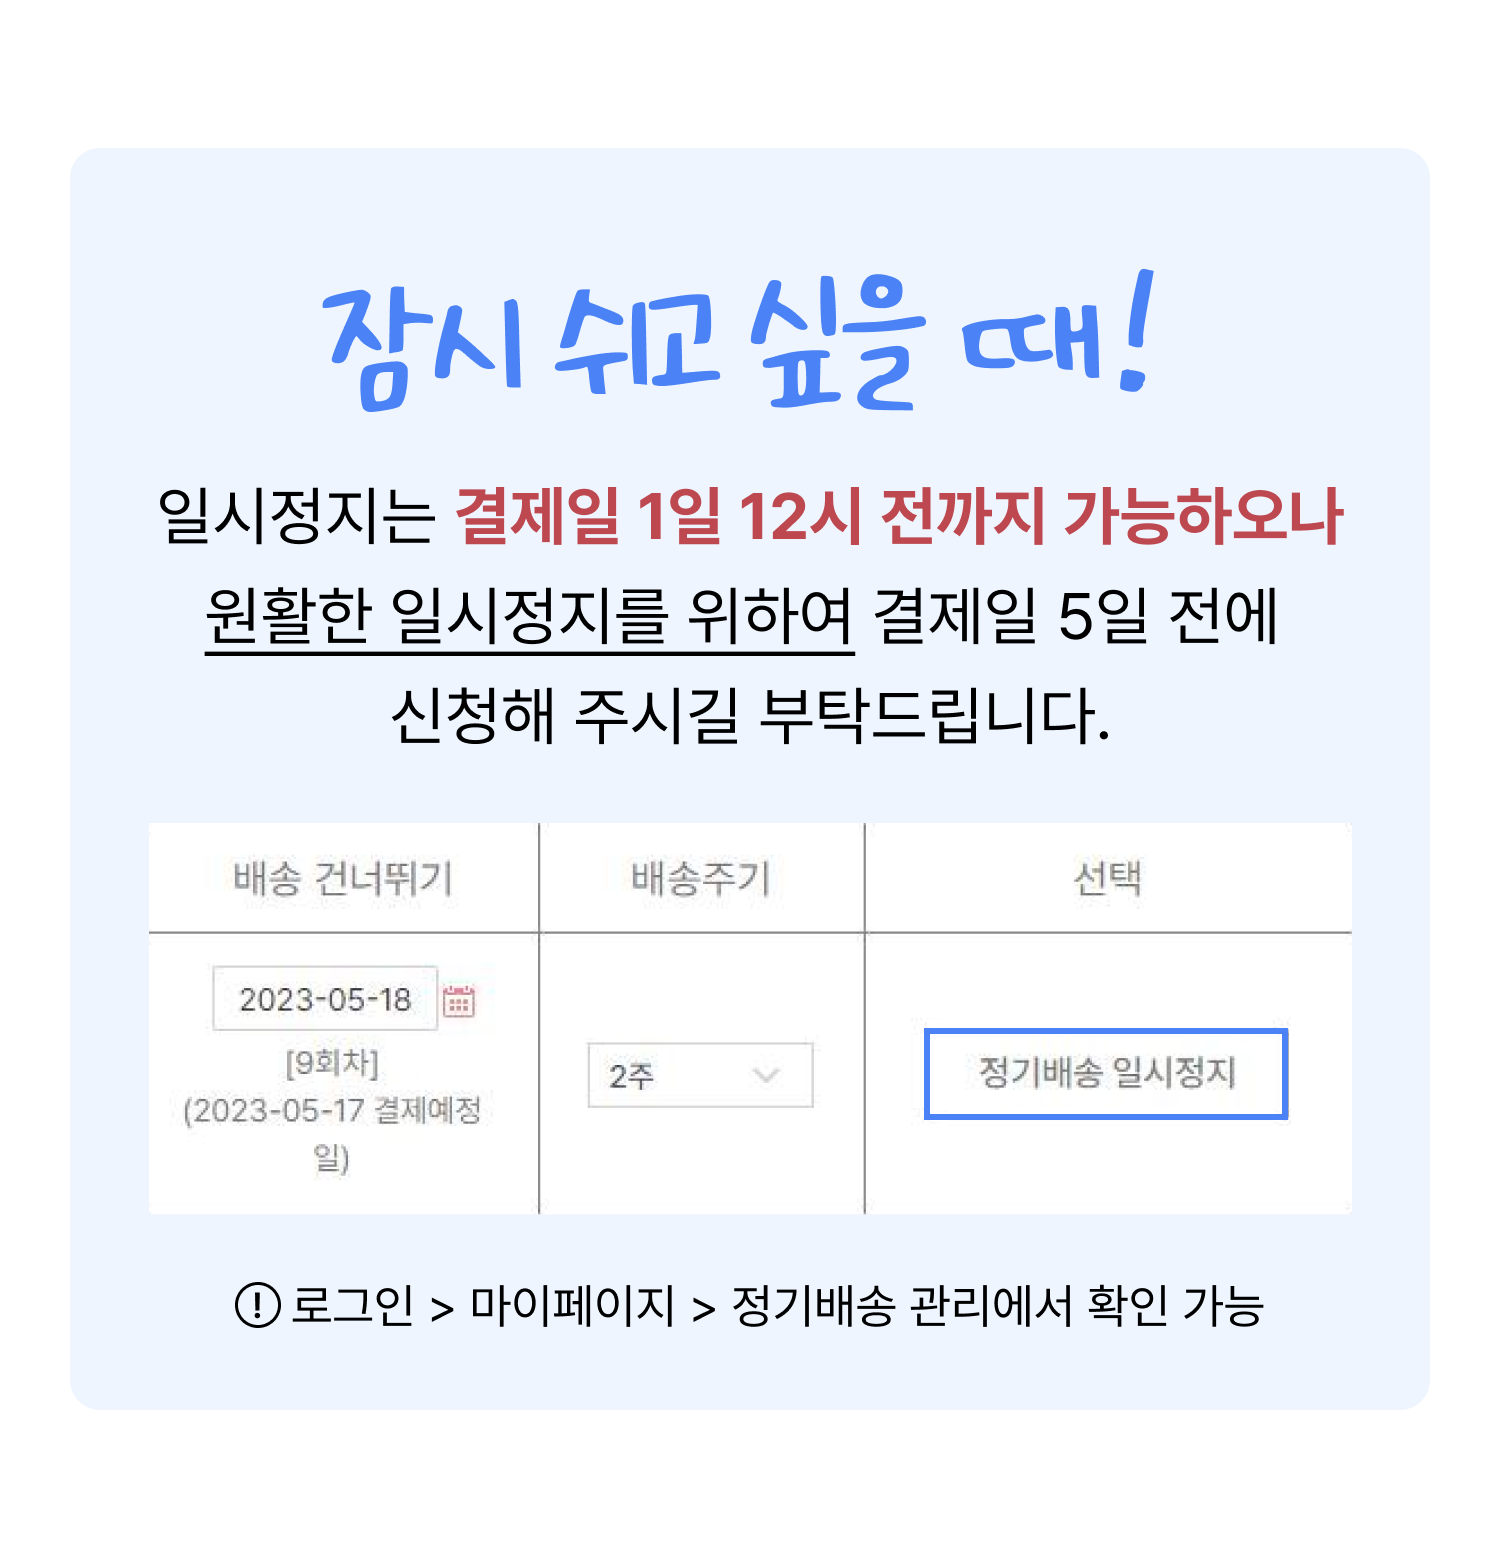 잠시 쉬고 싶을 때!
일시정지는 결제일 1일 12시 전까지 가능하오나
원활한 일시정지를 위하여 결제일 5일 전에
신청해 주시길 부탁드립니다.
배송 건너뛰기 배송주기 선택
2023-05-18
[9회차]
(2023-05-17 결제예정
일)
2주
정기배송 일시정지
! 로그인 > 마이페이지 > 정기배송 관리에서 확인 가능